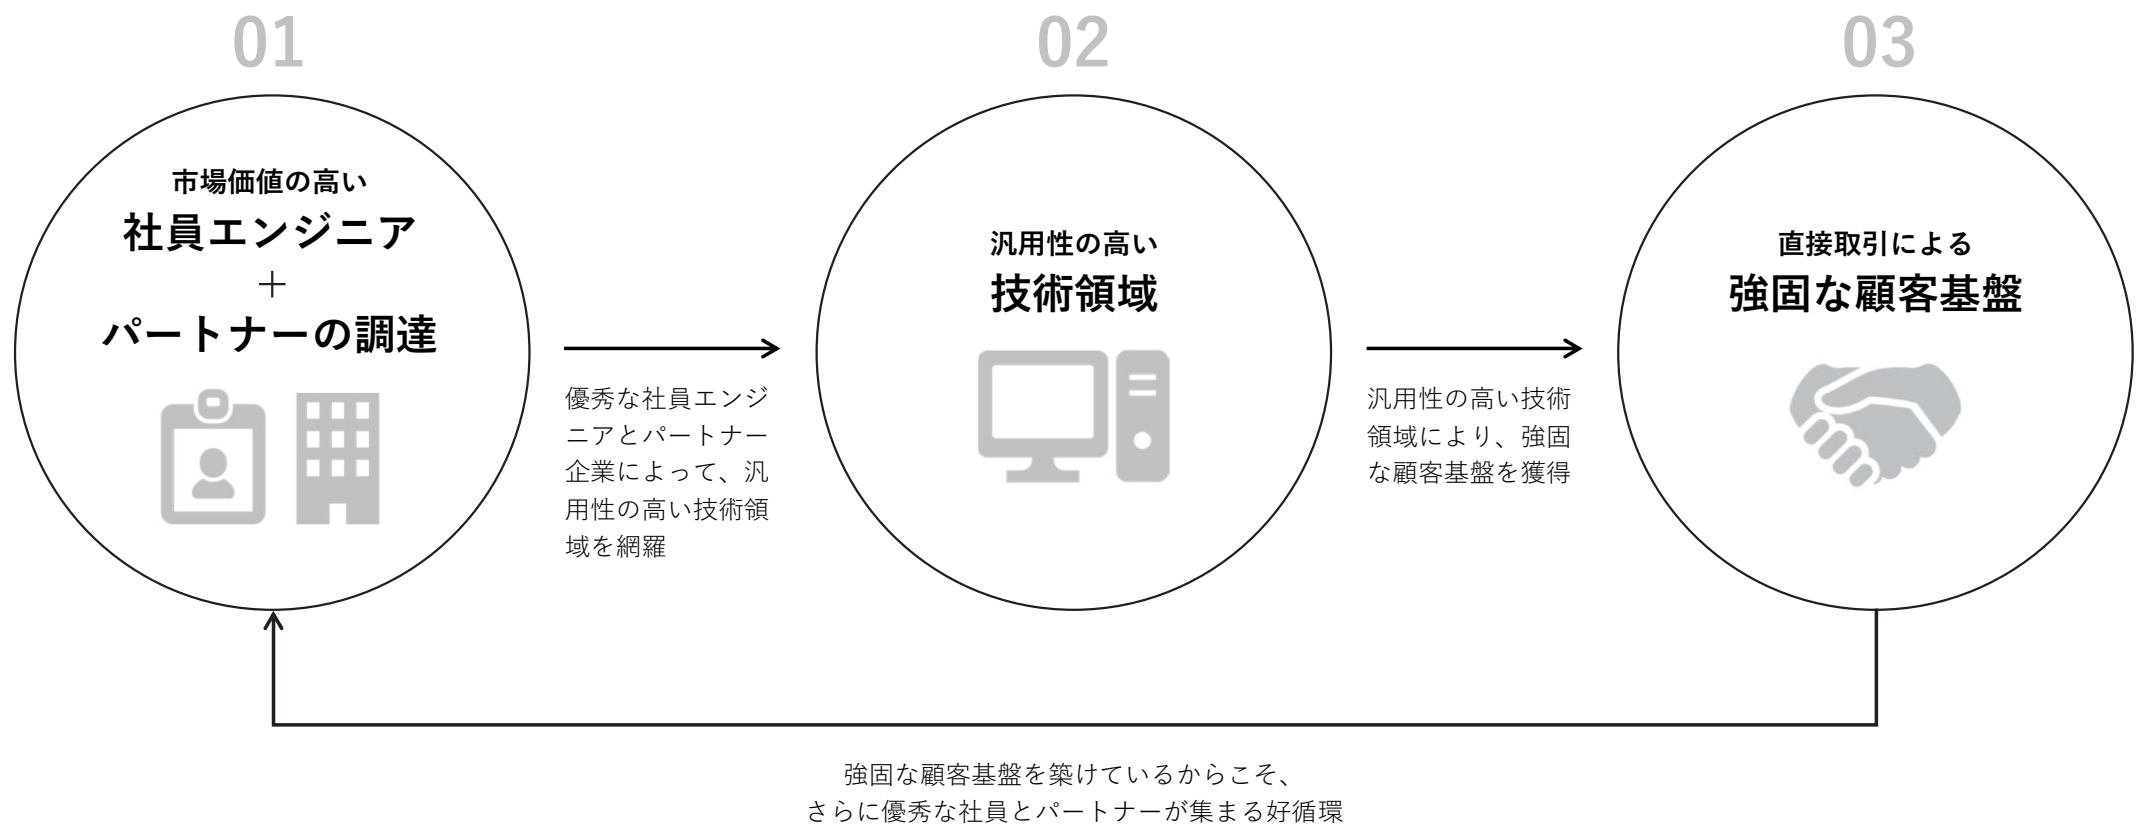 01
市場価値の高い
社員エンジニア
+
パートナーの調達
優秀な社員エンジ
ニアとパートナー
企業によって、汎
用性の高い技術領
域を網羅
02
汎用性の高い
技術領域
汎用性の高い技術
領域により、強固
な顧客基盤を獲得
03
直接取引による
強固な顧客基盤
強固な顧客基盤を築けているからこそ、
さらに優秀な社員とパートナーが集まる好循環